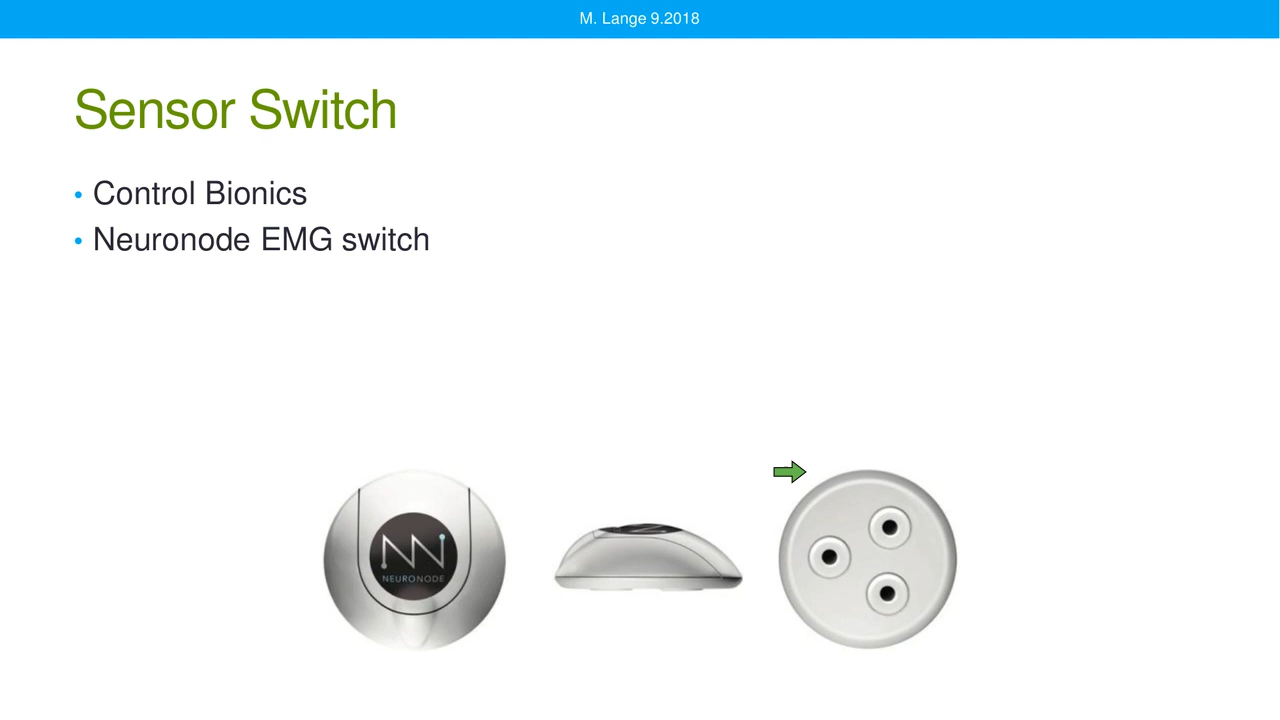 M. Lange 9.2018
Sensor Switch
• Control Bionics
• Neuronode EMG switch
NEURONODE